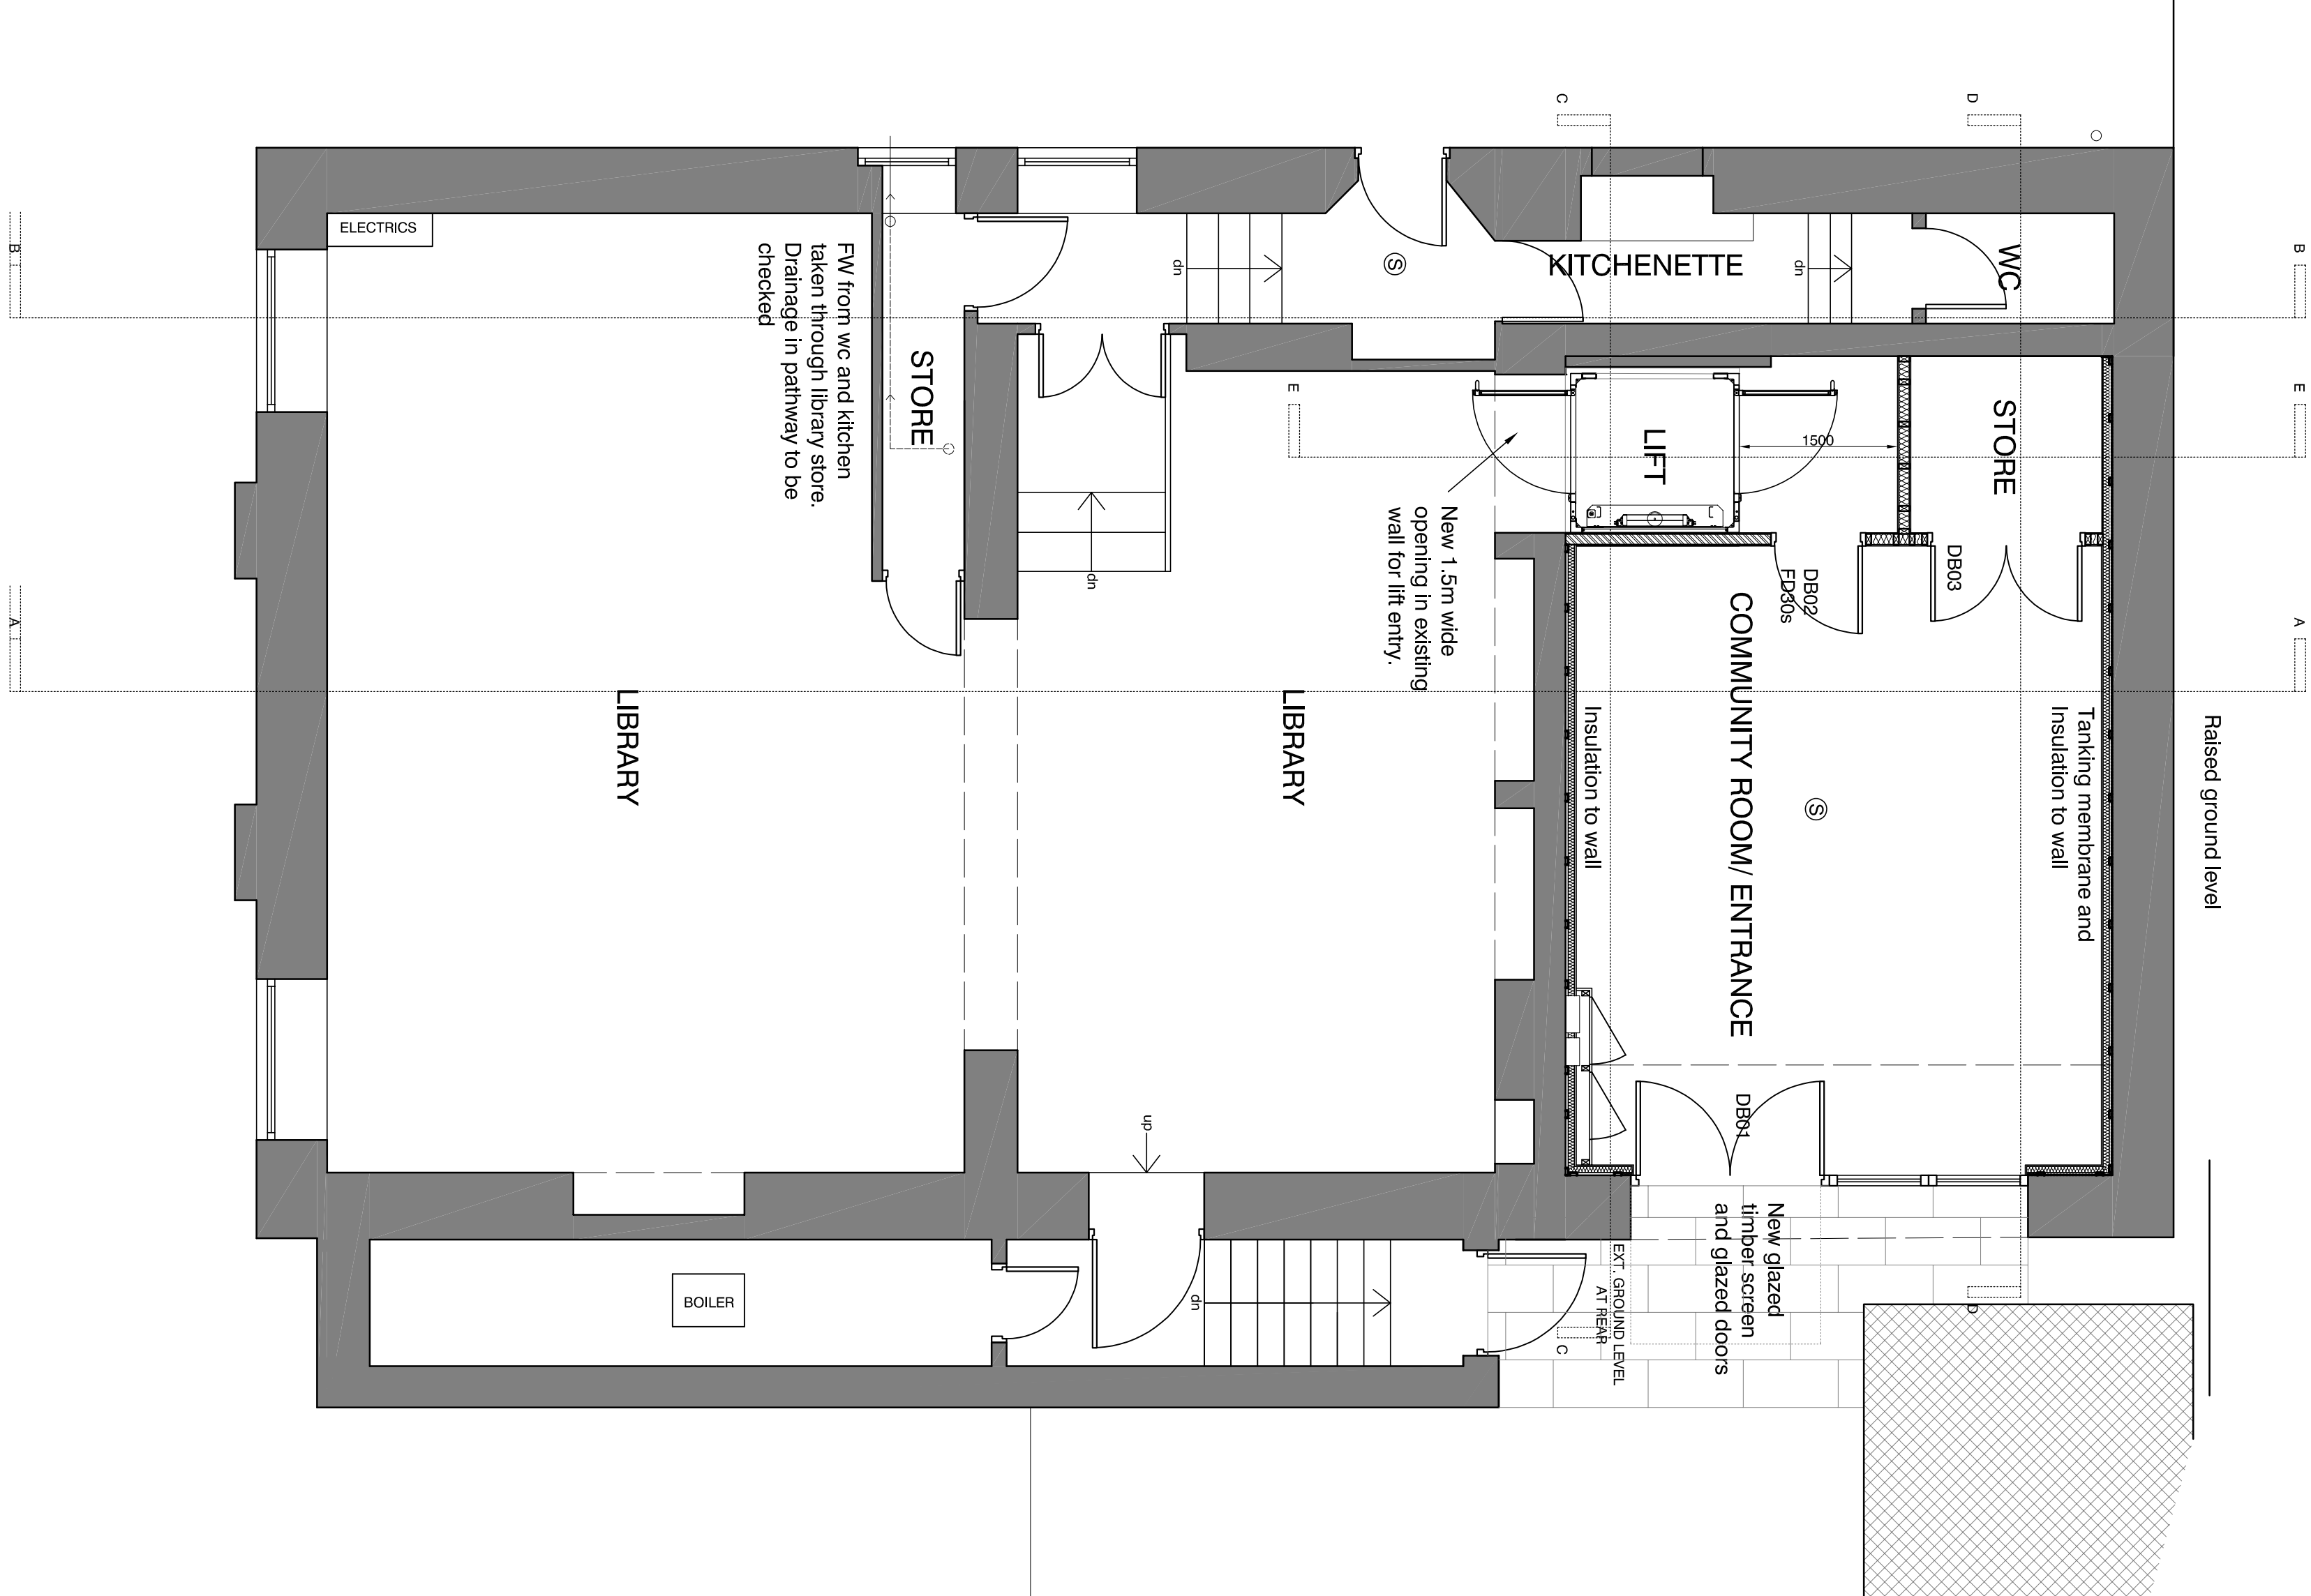 C
D
B
B
ELECTRICS
FW from wc and kitchen
taken through library store.
Drainage in pathway to be
checked
STORE
dn
S
KITCHENETTE
dn
WC
E
E
LIFT
1500
STORE
dn
New 1.5m wide
opening in existing
wall for lift entry.
DB02
FD30s
DB03
A
A
LIBRARY
LIBRARY
Insulation to wall
COMMUNITY ROOM/ ENTRANCE
S
Tanking membrane and
Insulation to wall
Raised ground level
up
DB01
New glazed
timber screen
and glazed doors
EXT. GROUND LEVEL
AT REAR
BOILER
dn
C
D